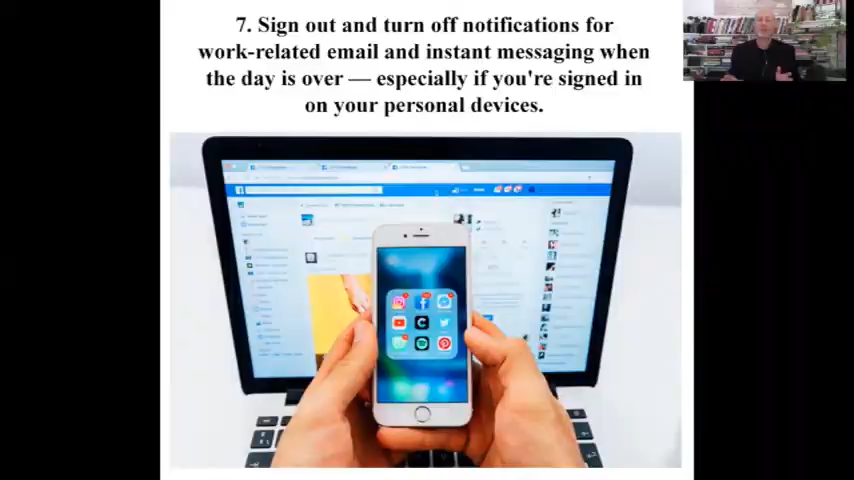 7. Sign out and turn off notifications for
work-related email and instant messaging when
the day is over — especially if you're signed in
on your personal devices.